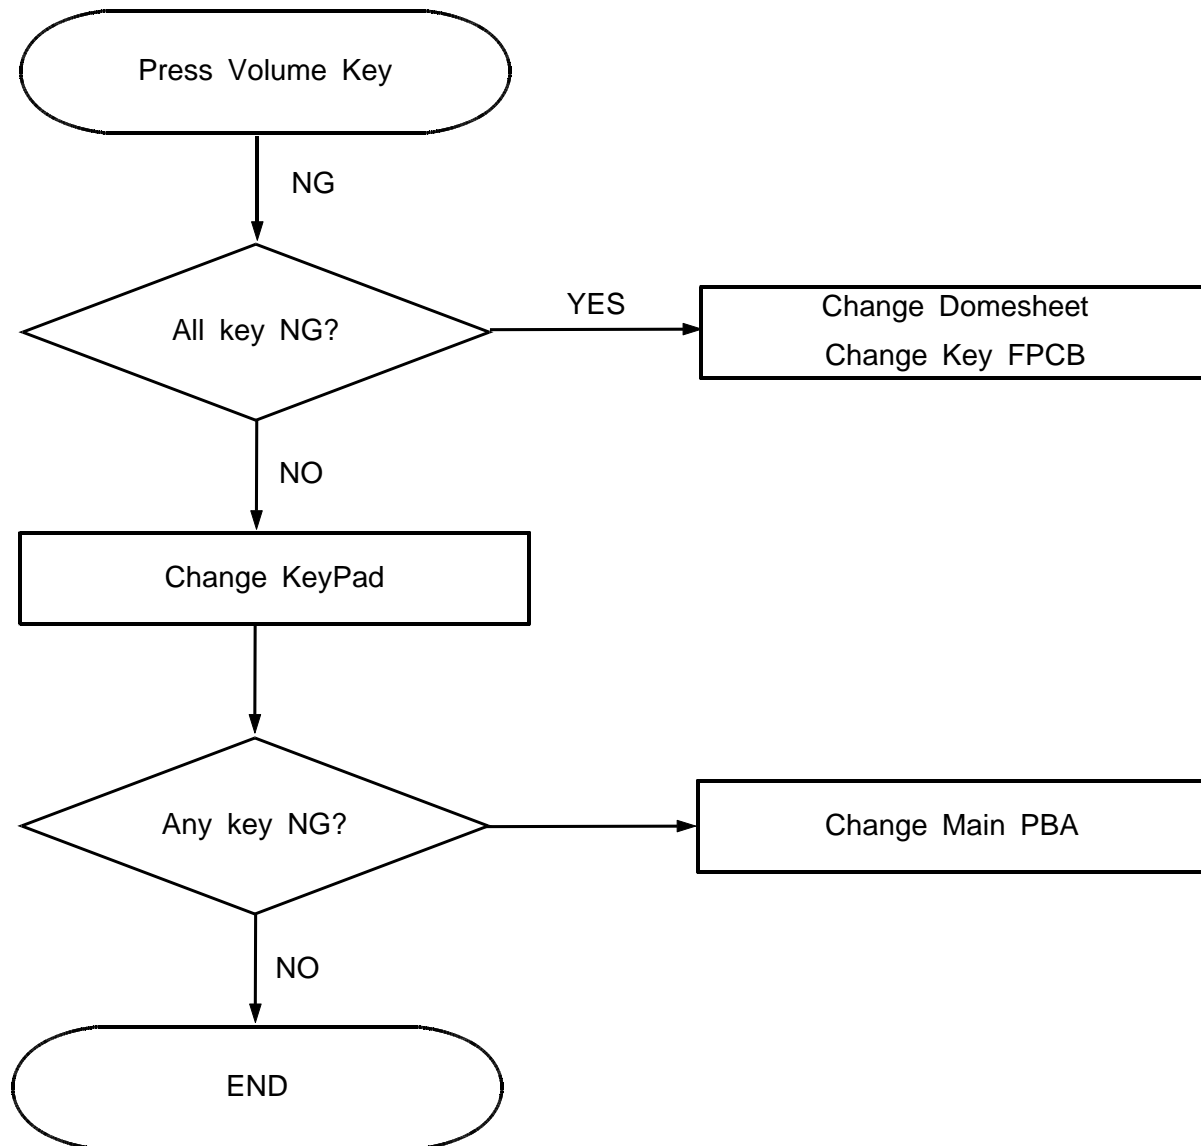 Press Volume Key
NG
All key NG?
YES
Change Domesheet
Change Key FPCB
NO
Change KeyPad
Any key NG?
Change Main PBA
NO
END